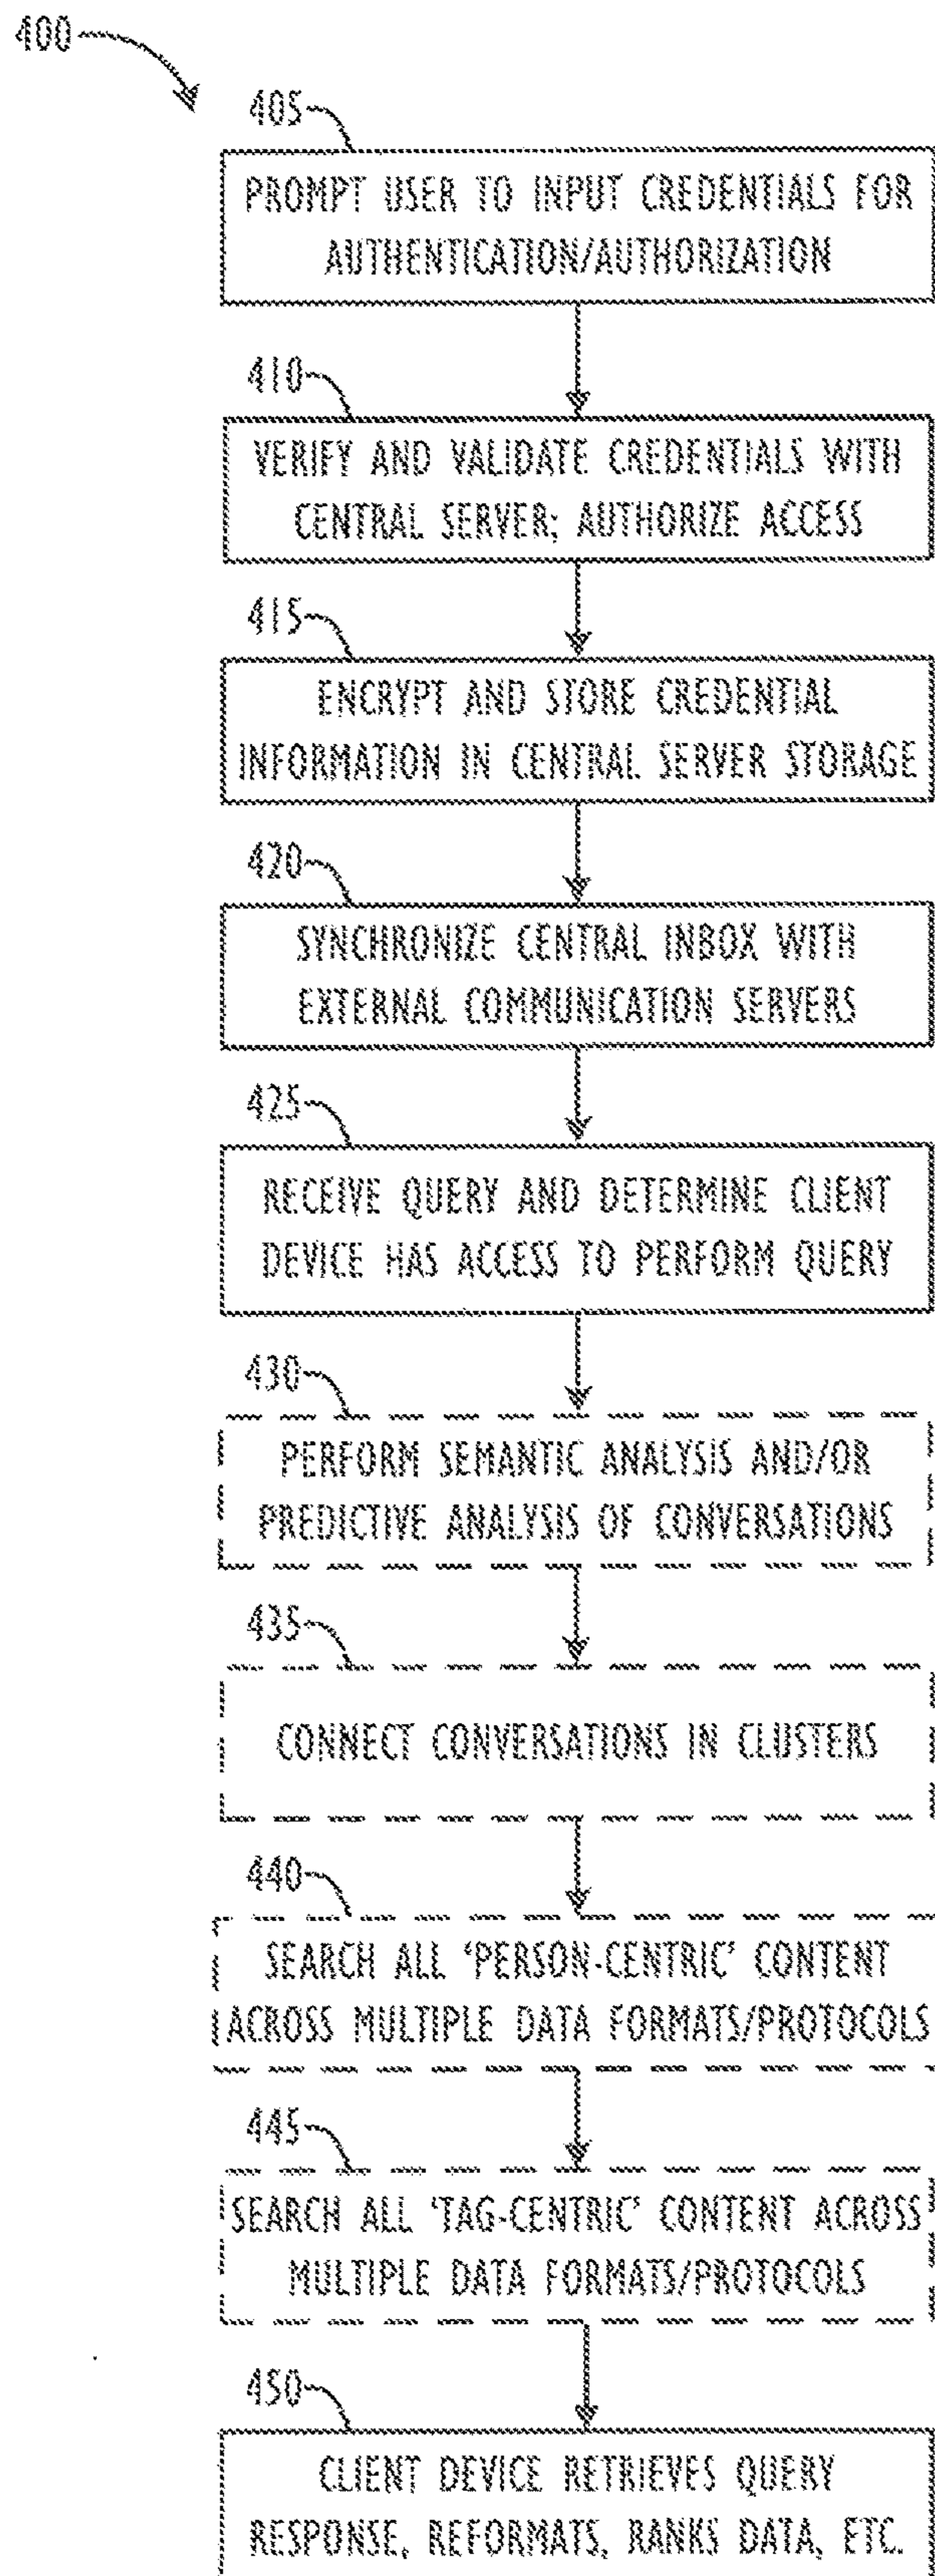 400
405
PROMPT USER TO INPUT CREDENTIALS FOR
AUTHENTICATION/AUTHORIZATION
410
VERIFY AND VALIDATE CREDENTIALS WITH
CENTRAL SERVER; AUTHORIZE ACCESS
415
ENCRYPT AND STORE CREDENTIAL
INFORMATION IN CENTRAL SERVER STORAGE
420
SYNCHRONIZE CENTRAL INBOX WITH
EXTERNAL COMMUNICATION SERVERS
425
RECEIVE QUERY AND DETERMINE CLIENT
DEVICE HAS ACCESS TO PERFORM QUERY
430
PERFORM SEMANTIC ANALYSIS AND/OR
PREDICTIVE ANALYSIS OF CONVERSATIONS
435
CONNECT CONVERSATIONS IN CLUSTERS
440
SEARCH ALL 'PERSON-CENTRIC' CONTENT
ACROSS MULTIPLE DATA FORMATS/PROTOCOLS
445
SEARCH ALL 'TAG-CENTRIC' CONTENT ACROSS
MULTIPLE DATA FORMATS/PROTOCOLS
450
CLIENT DEVICE RETRIEVES QUERY
RESPONSE, REFORMATS, RANKS DATA, ETC.